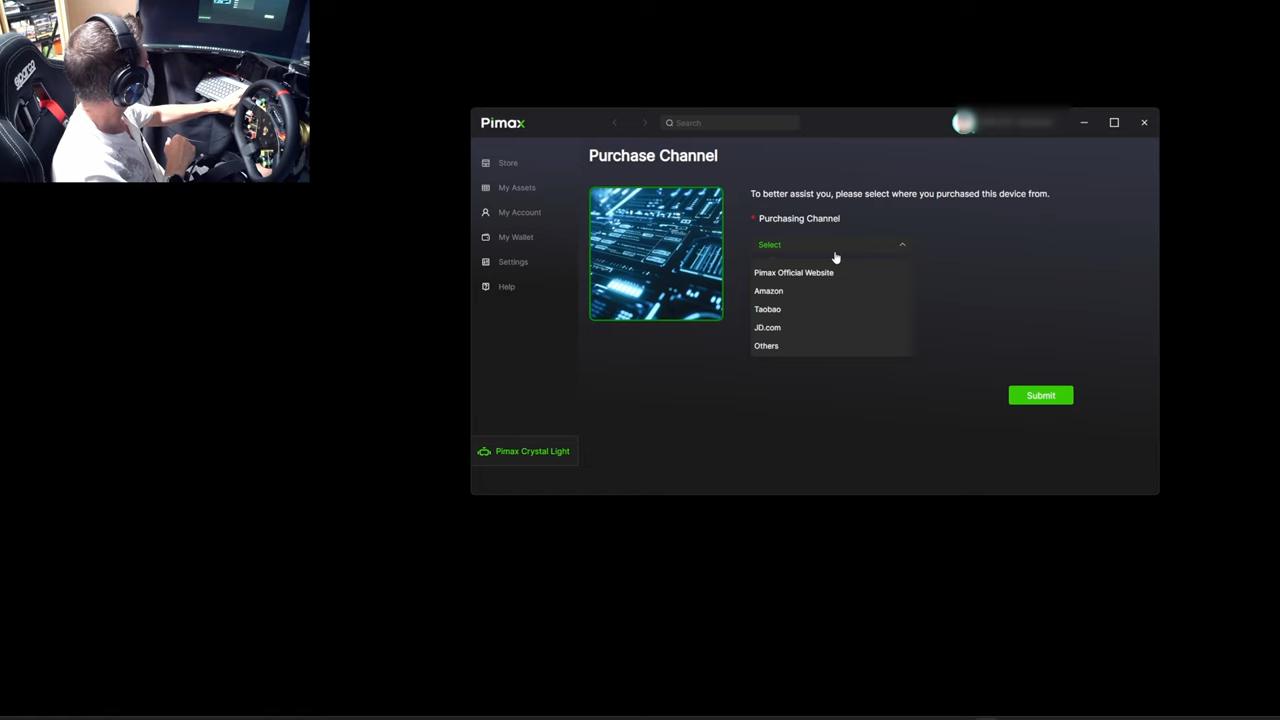 sparco
Pimax
Search
Purchase Channel
Store
My Assets
My Account
My Wallet
Settings
Help
To better assist you, please select where you purchased this device from.
* Purchasing Channel
Select
Pimax Official Website
Amazon
Taobao
JD.com
Others
Submit
Pimax Crystal Light